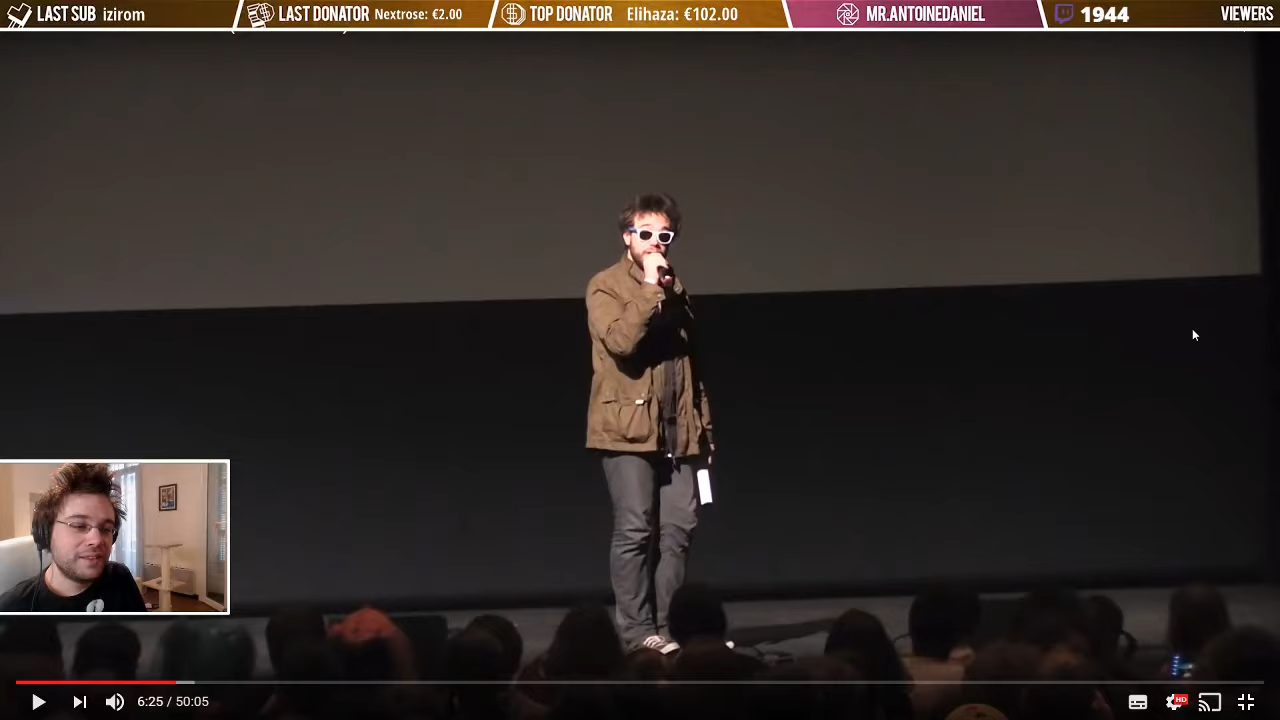 LAST SUB izirom
LAST DONATOR Nextrose: €2.00
TOP DONATOR Elihaza: €102.00
MR.ANTOINEDANIEL
1944 VIEWERS
6:25 / 50:05
HD